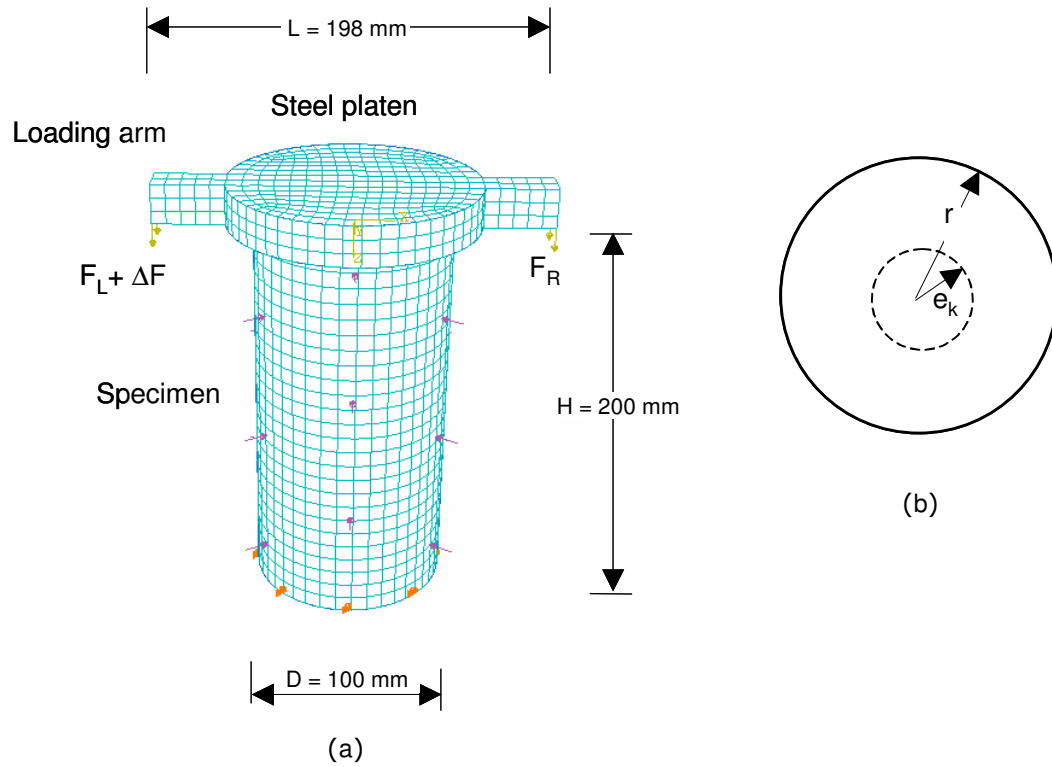 L = 198 mm
Steel platen
Loading arm
X
Y
Z
F_L + ΔF
F_R
r
e_k
Specimen
H = 200 mm
(b)
D = 100 mm
(a)